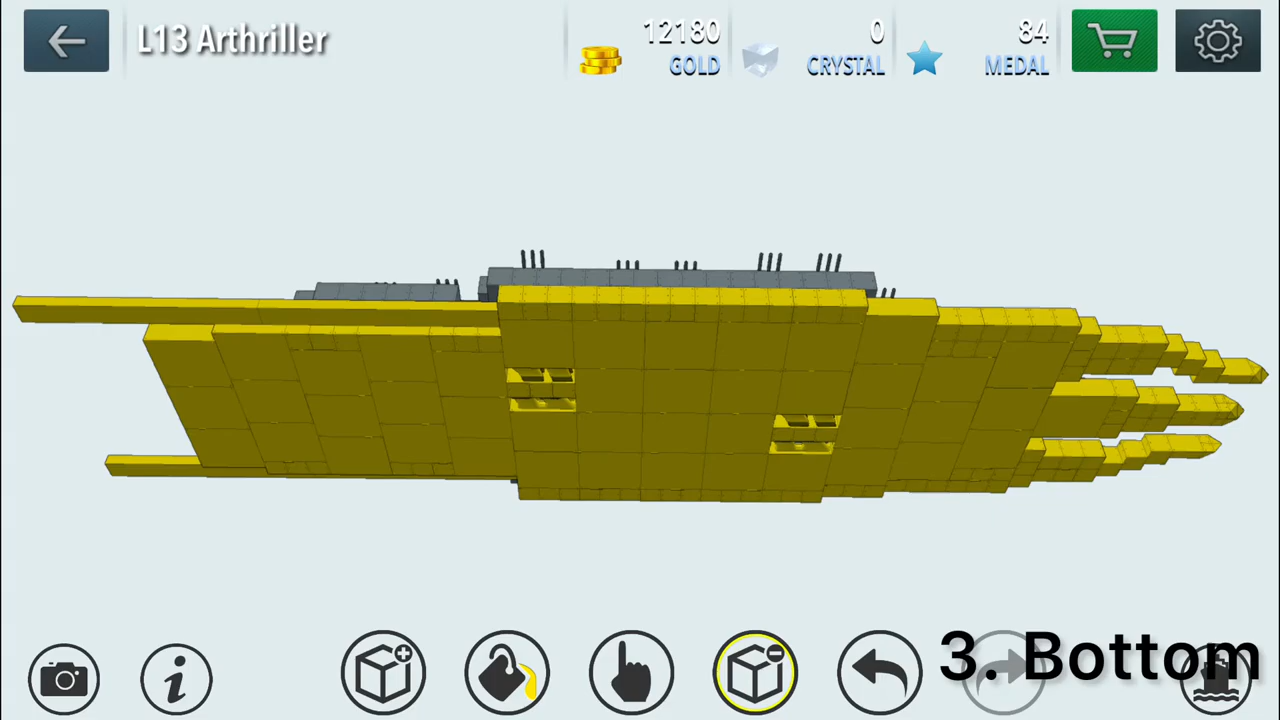 L13 Arthriller
12180
GOLD
0
CRYSTAL
84
MEDAL
3. Bottom